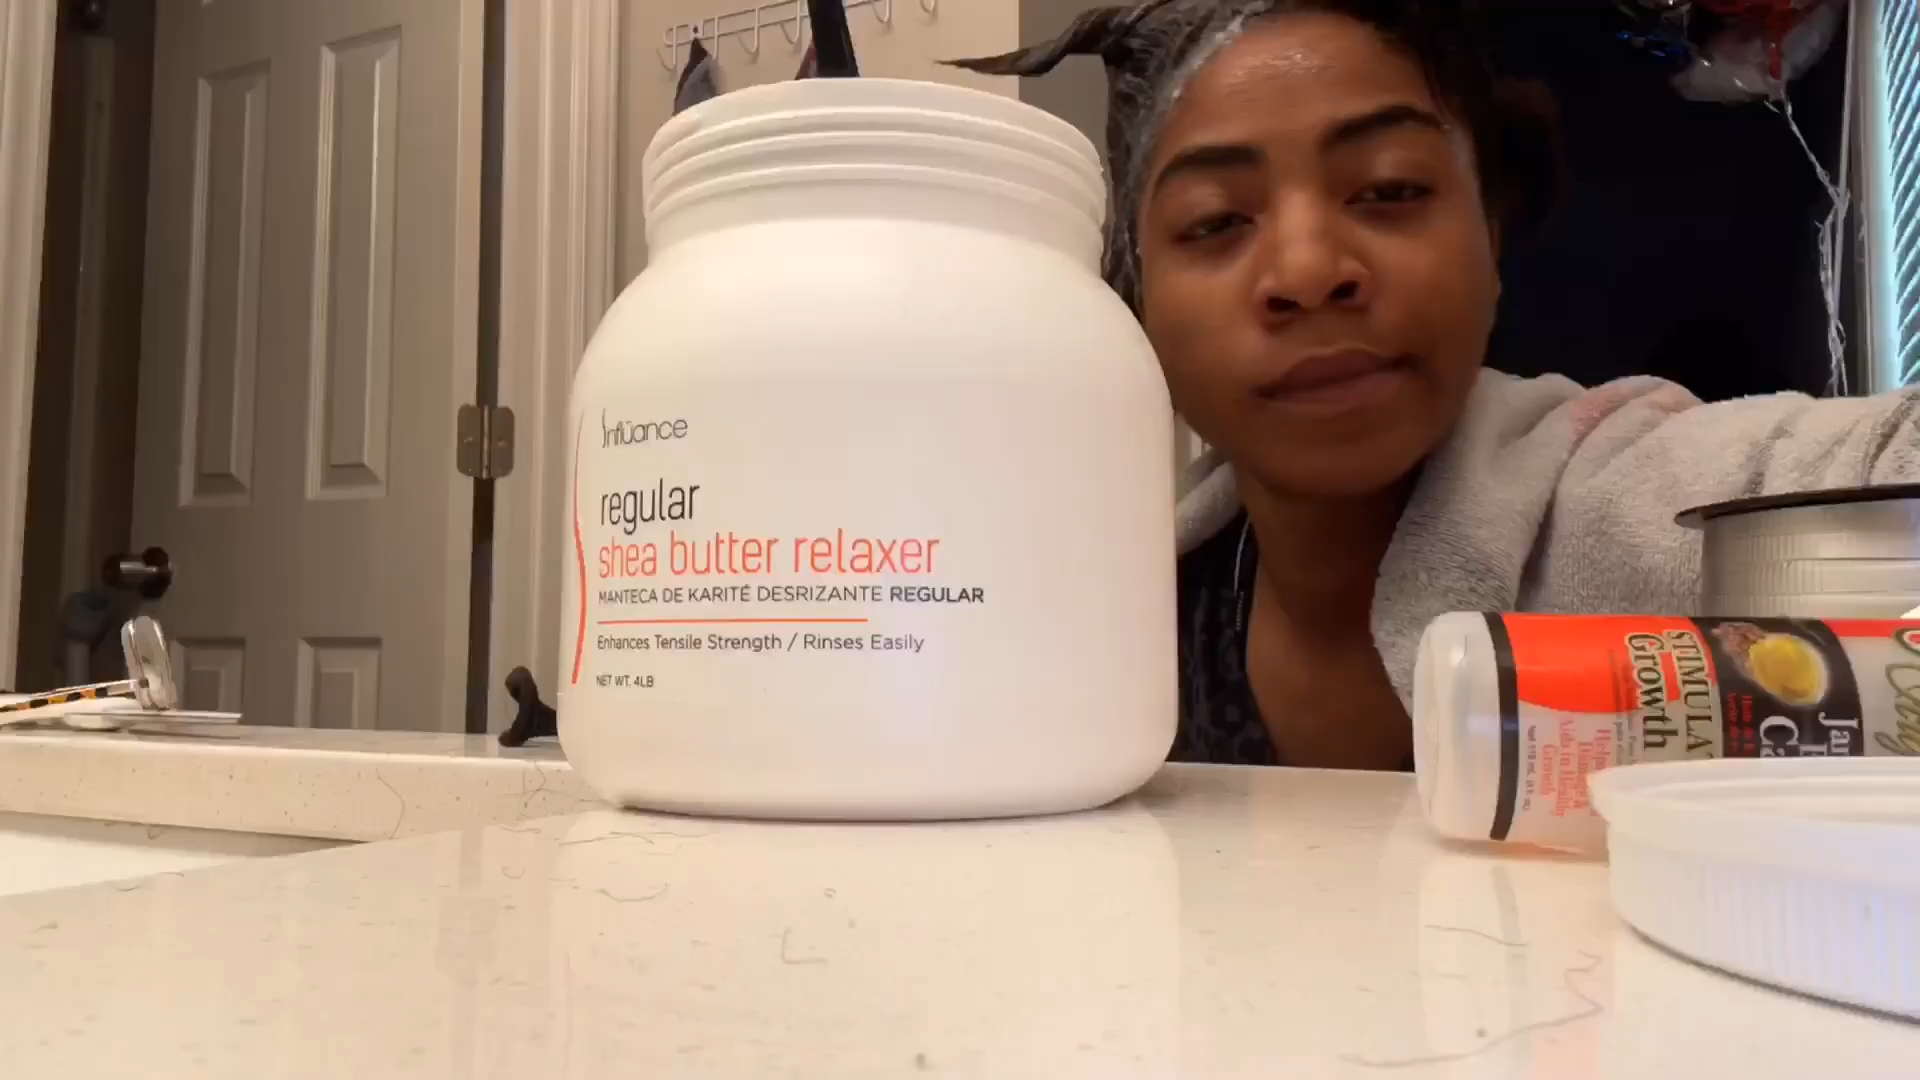 Influance
regular
shea butter relaxer
MANTECA DE KARITÉ DESRIZANTE REGULAR
Enhances Tensile Strength / Rinses Easily
NET WT. 4LB
Growth